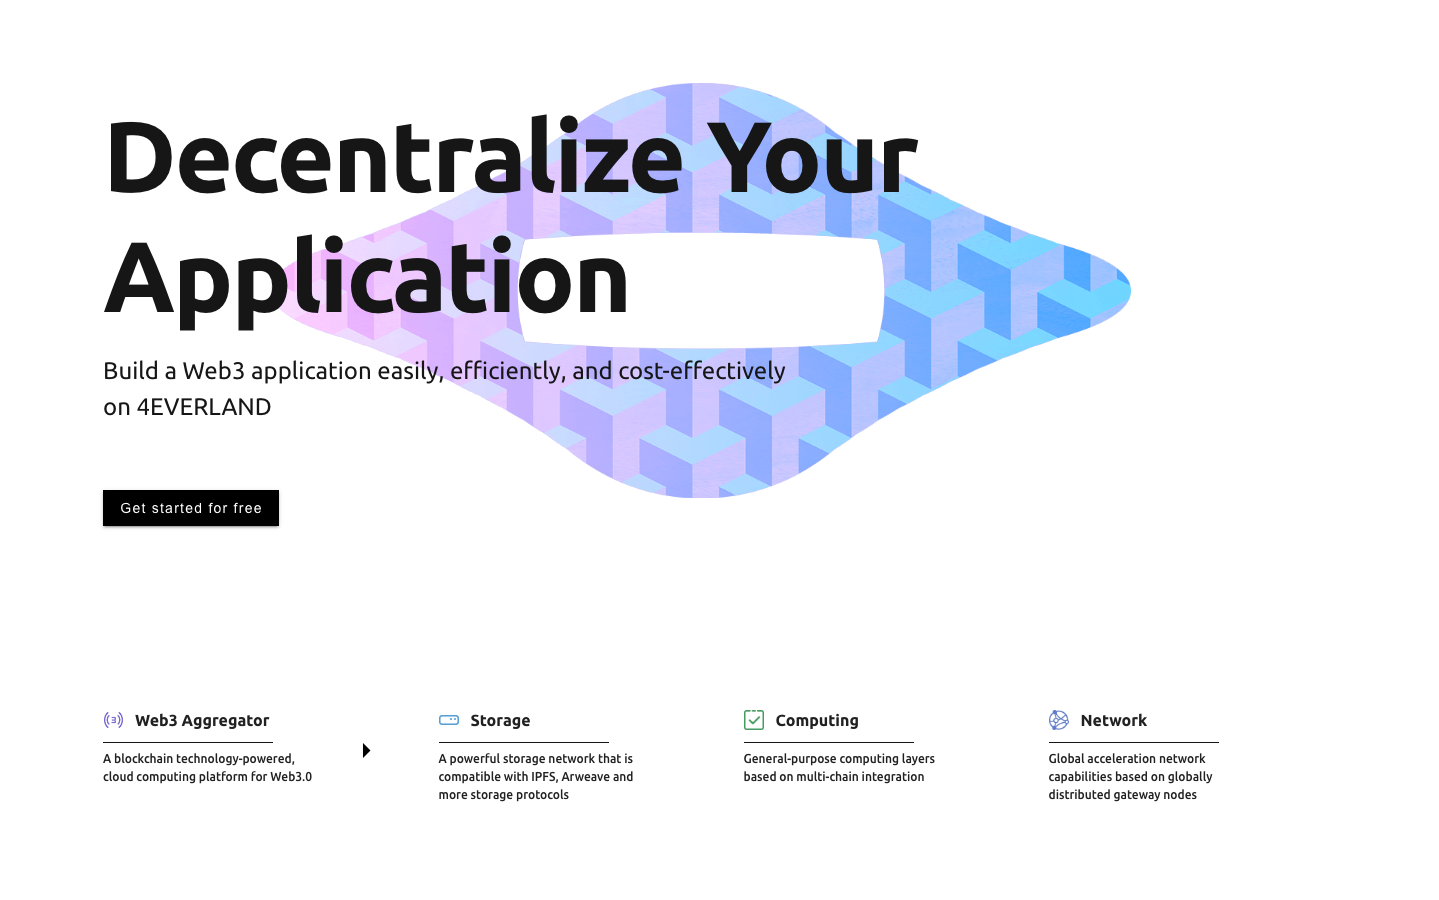 Decentralize Your
Application
Build a Web3 application easily, efficiently, and cost-effectively
on 4EVERLAND
Get started for free
Web3 Aggregator
A blockchain technology-powered,
cloud computing platform for Web3.0
Storage
A powerful storage network that is
compatible with IPFS, Arweave and
more storage protocols
Computing
General-purpose computing layers
based on multi-chain integration
Network
Global acceleration network
capabilities based on globally
distributed gateway nodes